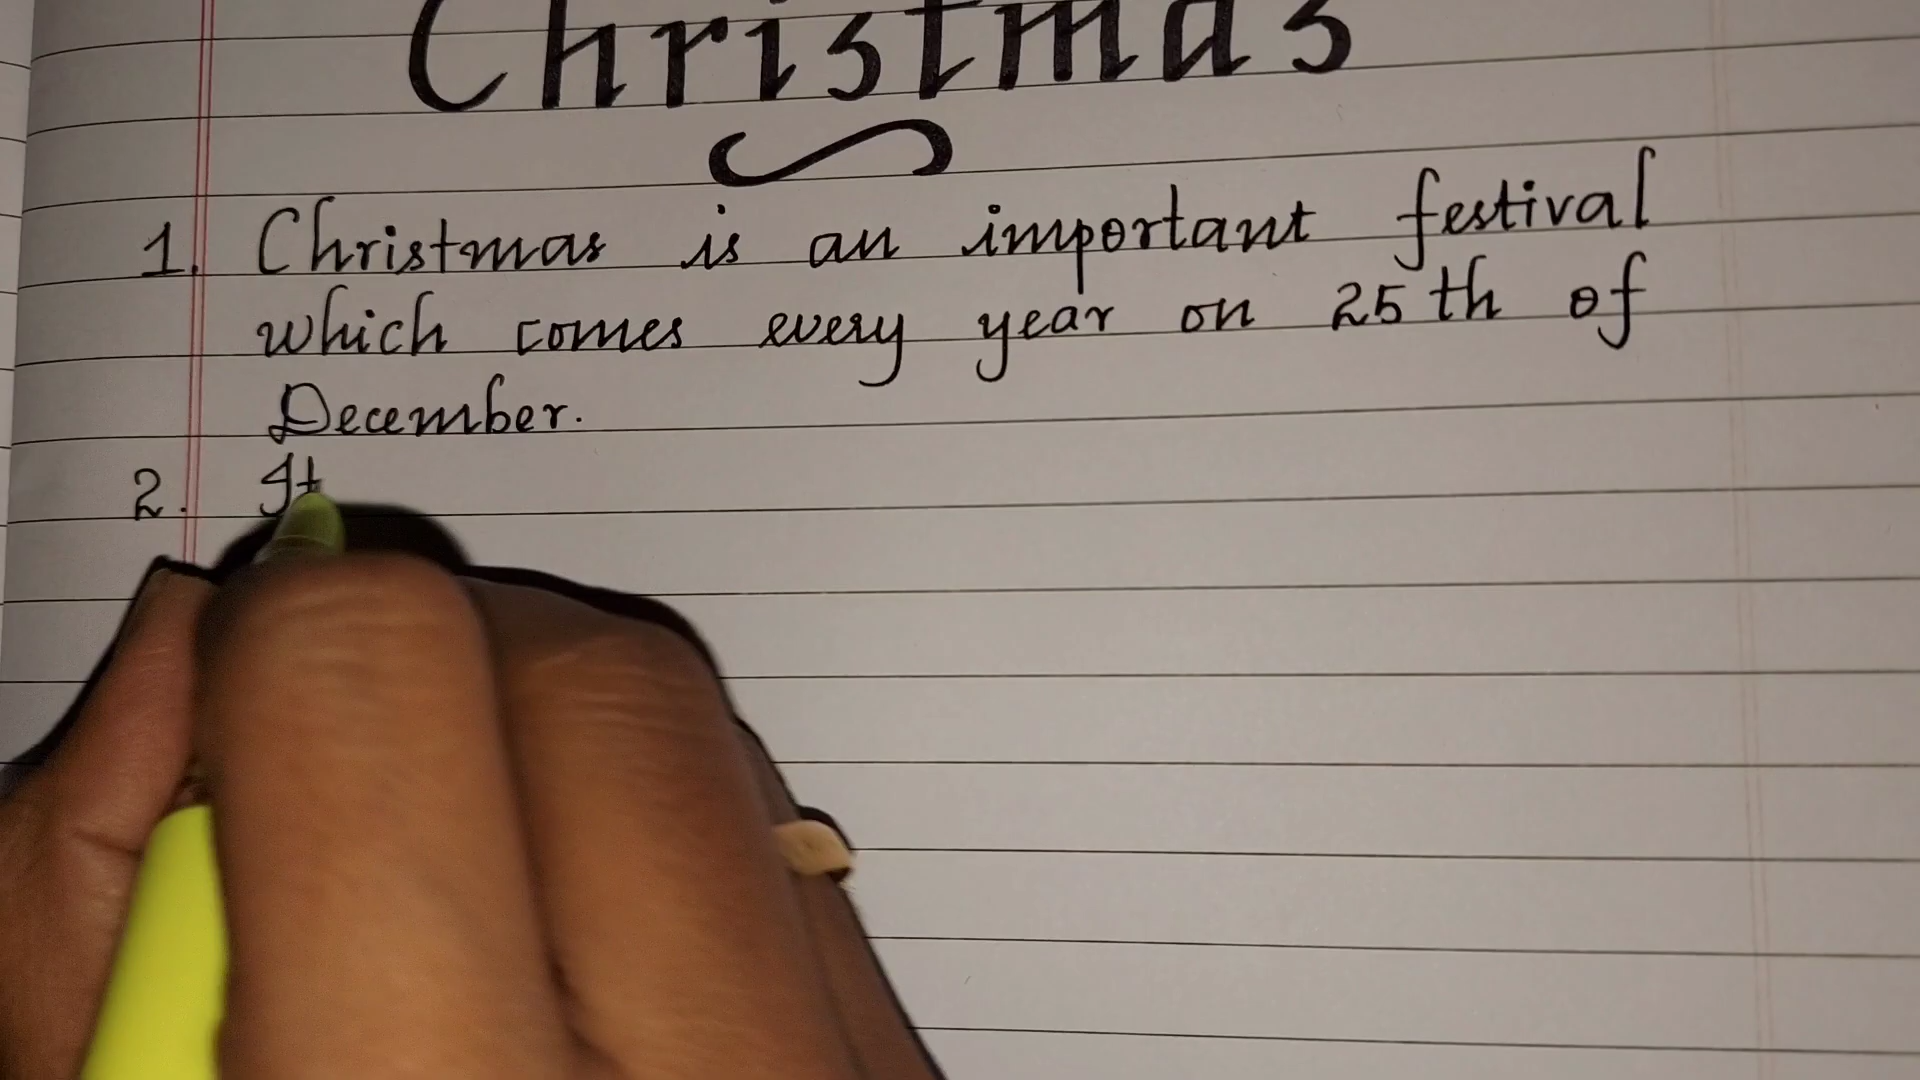 Christmas
1. Christmas is an important festival
which comes every year on 25th of
December.
2. It